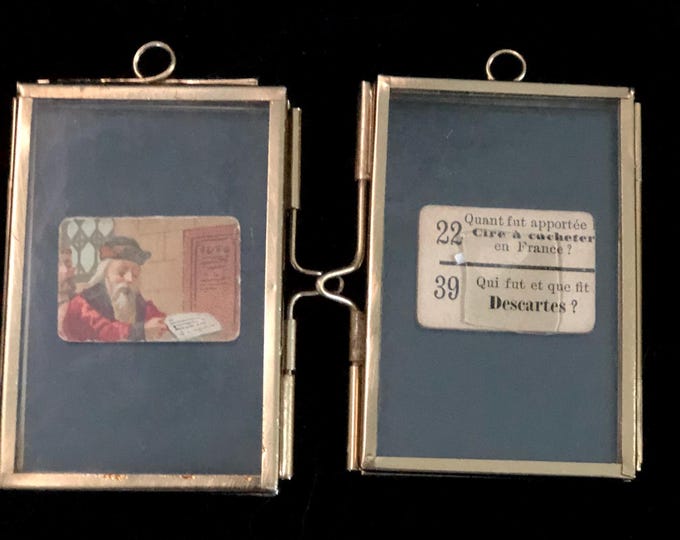 22
Quant fut apportée
Cire à cacheter
en France ?
39
Qui fut et que fit
Descartes ?